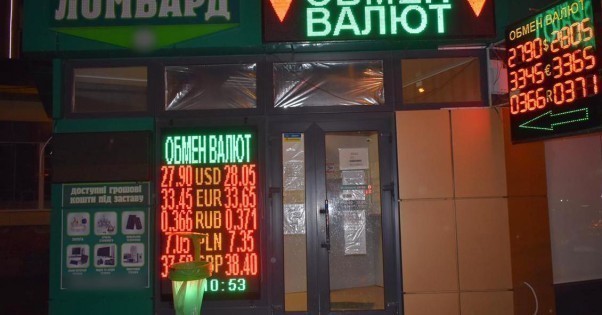 ЛОМБАРД
ОБМЕН
ВАЛЮТ
ОБМЕН ВАЛЮТ
2790 $ 2805
3345 € 3365
0366 R 0371
ОБМЕН ВАЛЮТ
27,90 USD 28.05
33.45 EUR 33,65
0,366 RUB 0,371
7.05 PLN 7.35
37.50 GBP 38.40
10:53
доступні грошові
кошти під заставу